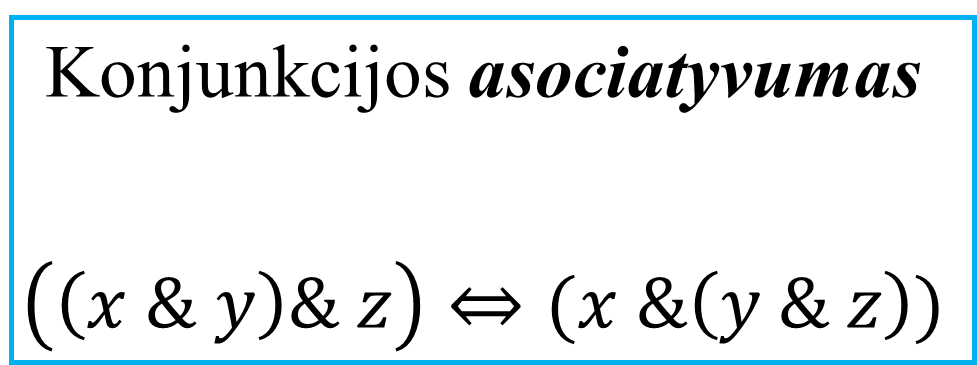 Konjunkcijos asociatyvumas
((x & y)& z) ⇔ (x &(y & z))